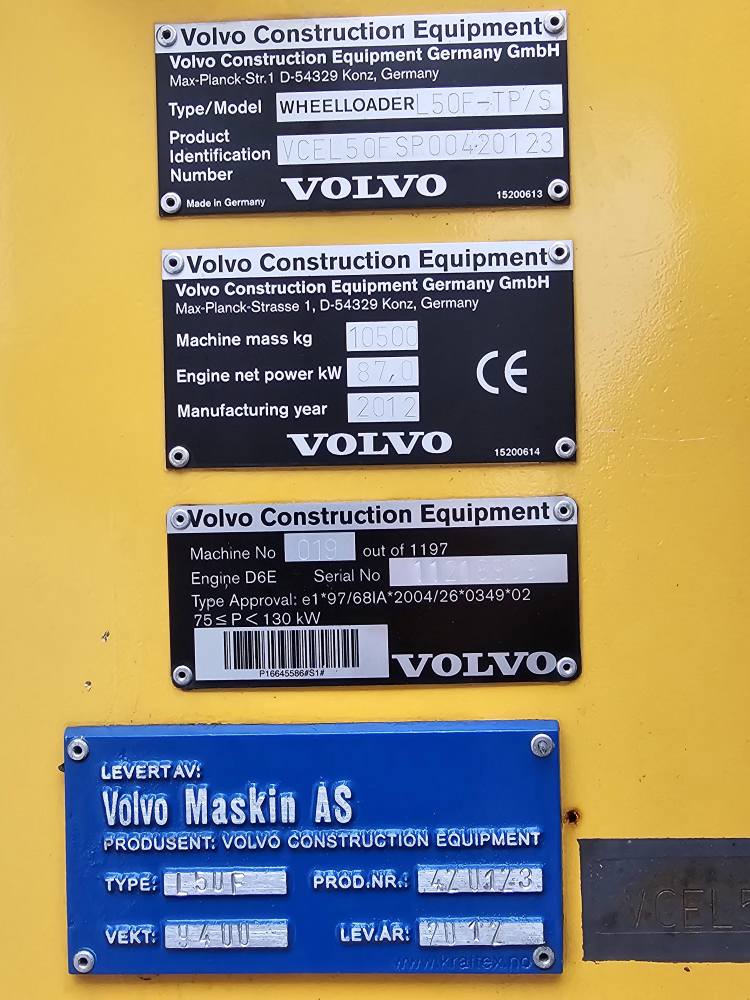 Volvo Construction Equipment
Volvo Construction Equipment Germany GmbH
Max-Planck-Str.1 D-54329 Konz, Germany
Type/Model WHEELLOADER L50F-TP/S
Product
Identification
Number
VCEL50FSP00420123
VOLVO
Made in Germany
15200613
Volvo Construction Equipment
Volvo Construction Equipment Germany GmbH
Max-Planck-Strasse 1, D-54329 Konz, Germany
Machine mass kg 10500
Engine net power kW 87,0
CE
Manufacturing year 2012
VOLVO
15200614
Volvo Construction Equipment
Machine No 019 out of 1197
Engine D6E Serial No
Type Approval: e1*97/68IA*2004/26*0349*02
75 ≤ P < 130 kW
P16645586#S1#
VOLVO
LEVERT AV:
Volvo Maskin AS
PRODUSENT: VOLVO CONSTRUCTION EQUIPMENT
TYPE: L50F PROD.NR.: 420123
VEKT: 9400 LEV.ÅR: 2012
www.kraftex.no
VCEL5